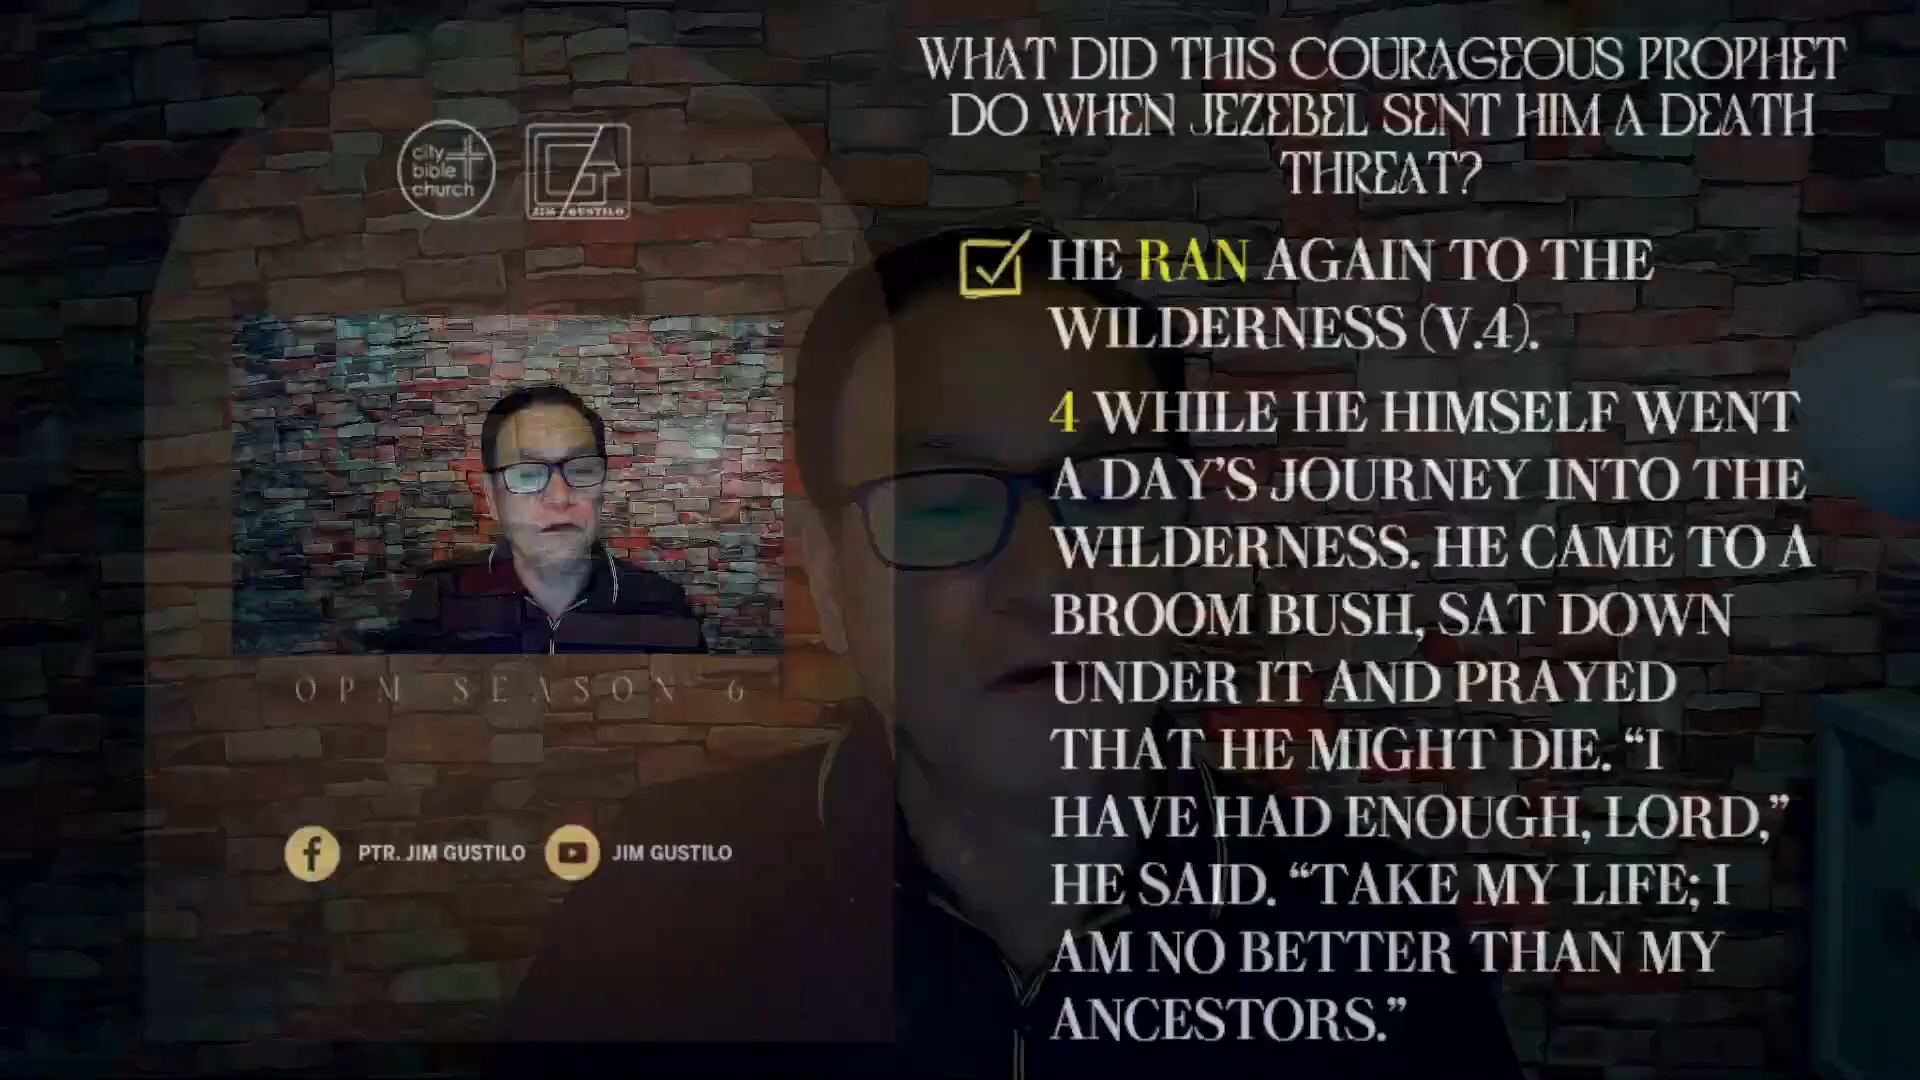 WHAT DID THIS COURAGEOUS PROPHET
DO WHEN JEZEBEL SENT HIM A DEATH
THREAT?
city
bible
church
JIM GUSTILO
HE RAN AGAIN TO THE
WILDERNESS (V.4).
4 WHILE HE HIMSELF WENT
A DAY’S JOURNEY INTO THE
WILDERNESS. HE CAME TO A
BROOM BUSH, SAT DOWN
UNDER IT AND PRAYED
THAT HE MIGHT DIE. “I
HAVE HAD ENOUGH, LORD,”
HE SAID. “TAKE MY LIFE; I
AM NO BETTER THAN MY
ANCESTORS.”
OPM SEASON 6
PTR. JIM GUSTILO
JIM GUSTILO